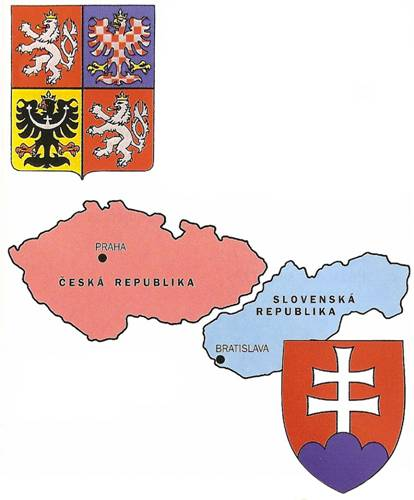 PRAHA
ČESKÁ REPUBLIKA
SLOVENSKÁ
REPUBLIKA
BRATISLAVA